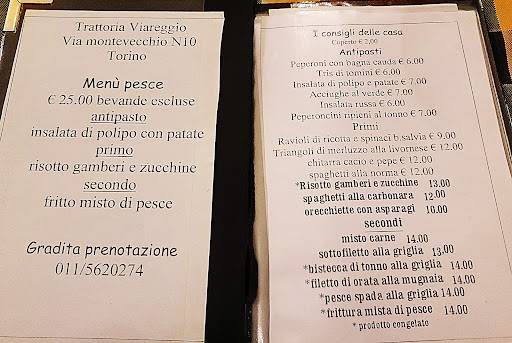 Trattoria Viareggio
Via montevecchio N10
Torino
Menù pesce
€ 25.00 bevande escluse
antipasto
insalata di polipo con patate
primo
risotto gamberi e zucchine
secondo
fritto misto di pesce
Gradita prenotazione
011/5620274
I consigli delle casa
Coperto € 2,00
Antipasti
Peperoni con bagna cauda € 6.00
Tris di tomini € 6.00
Insalata di polipo e patate € 7.00
Acciughe al verde € 7.00
Insalata russa € 6.00
Peperoncini ripieni al tonno € 7.00
Primi
Ravioli di ricotta e spinaci b.salvia € 9.00
Triangoli di merluzzo alla livornese € 12.00
chitarra cacio e pepe € 12.00
spaghetti alla norma € 12.00
*Risotto gamberi e zucchine 13.00
spaghetti alla carbonara 12.00
orecchiette con asparagi 10.00
secondi
misto carne 14.00
sottofiletto alla griglia 13.00
*bistecca di tonno alla griglia 14.00
*filetto di orata alla mugnaia 14.00
*pesce spada alla griglia 14.00
*frittura mista di pesce 14.00
* prodotto congelato